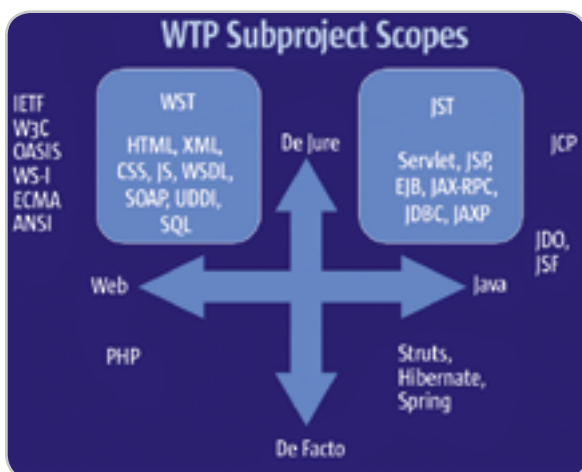 WTP Subproject Scopes
IETF
W3C
OASIS
WS-I
ECMA
ANSI
WST
HTML, XML,
CSS, JS, WSDL,
SOAP, UDDI,
SQL
De Jure
JST
Servlet, JSP,
EJB, JAX-RPC,
JDBC, JAXP
JCP
JDO,
JSF
Web
Java
PHP
Struts,
Hibernate,
Spring
De Facto